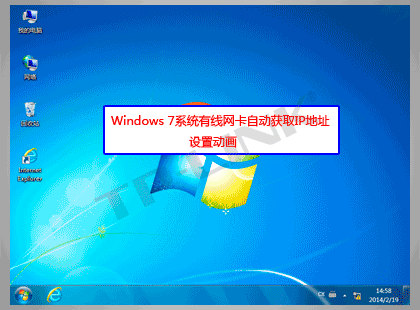 我的电脑
网络
回收站
Internet
Explorer
Windows 7系统有线网卡自动获取IP地址
设置动画
TP-LINK
CK
14:58
2014/2/19